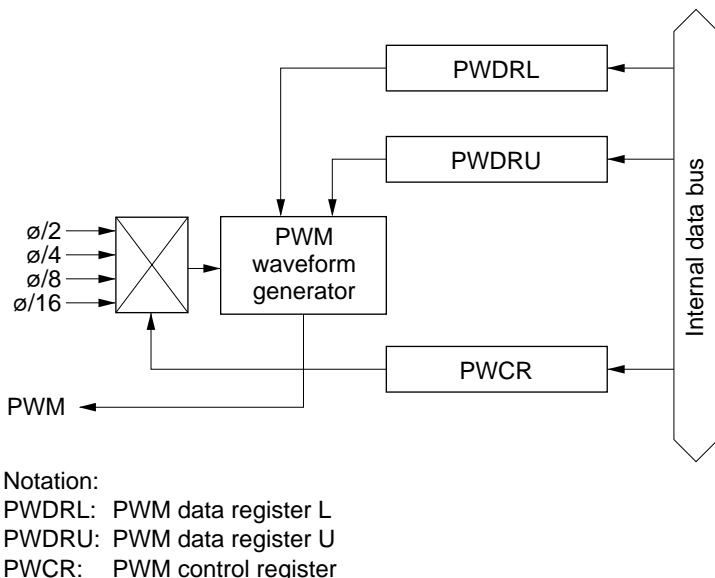 PWDRL
PWDRU
Internal data bus
ø/2
ø/4
ø/8
ø/16
PWM
waveform
generator
PWCR
PWM
Notation:
PWDRL: PWM data register L
PWDRU: PWM data register U
PWCR: PWM control register